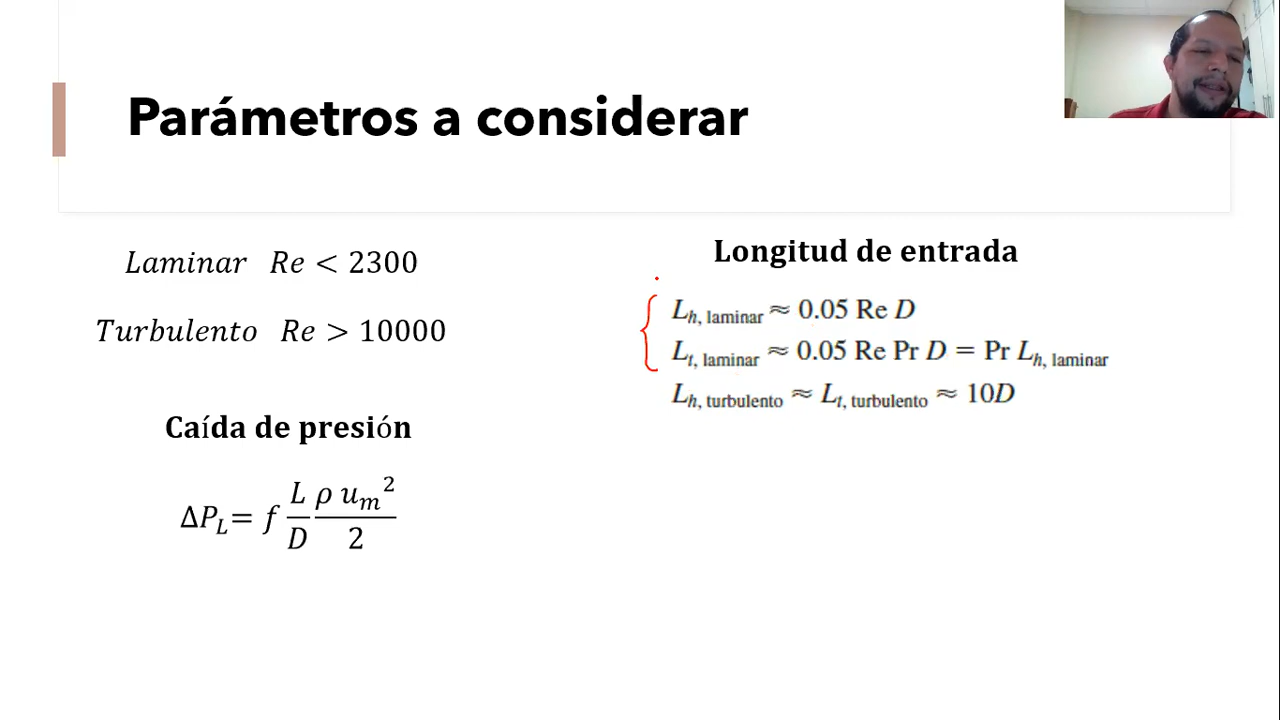 Parámetros a considerar
Laminar Re < 2300
Turbulento Re > 10000
Caída de presión
ΔP_L= f L/D ρ u_m²/2
Longitud de entrada
L_h, laminar ≈ 0.05 Re D
L_t, laminar ≈ 0.05 Re Pr D = Pr L_h, laminar
L_h, turbulento ≈ L_t, turbulento ≈ 10D